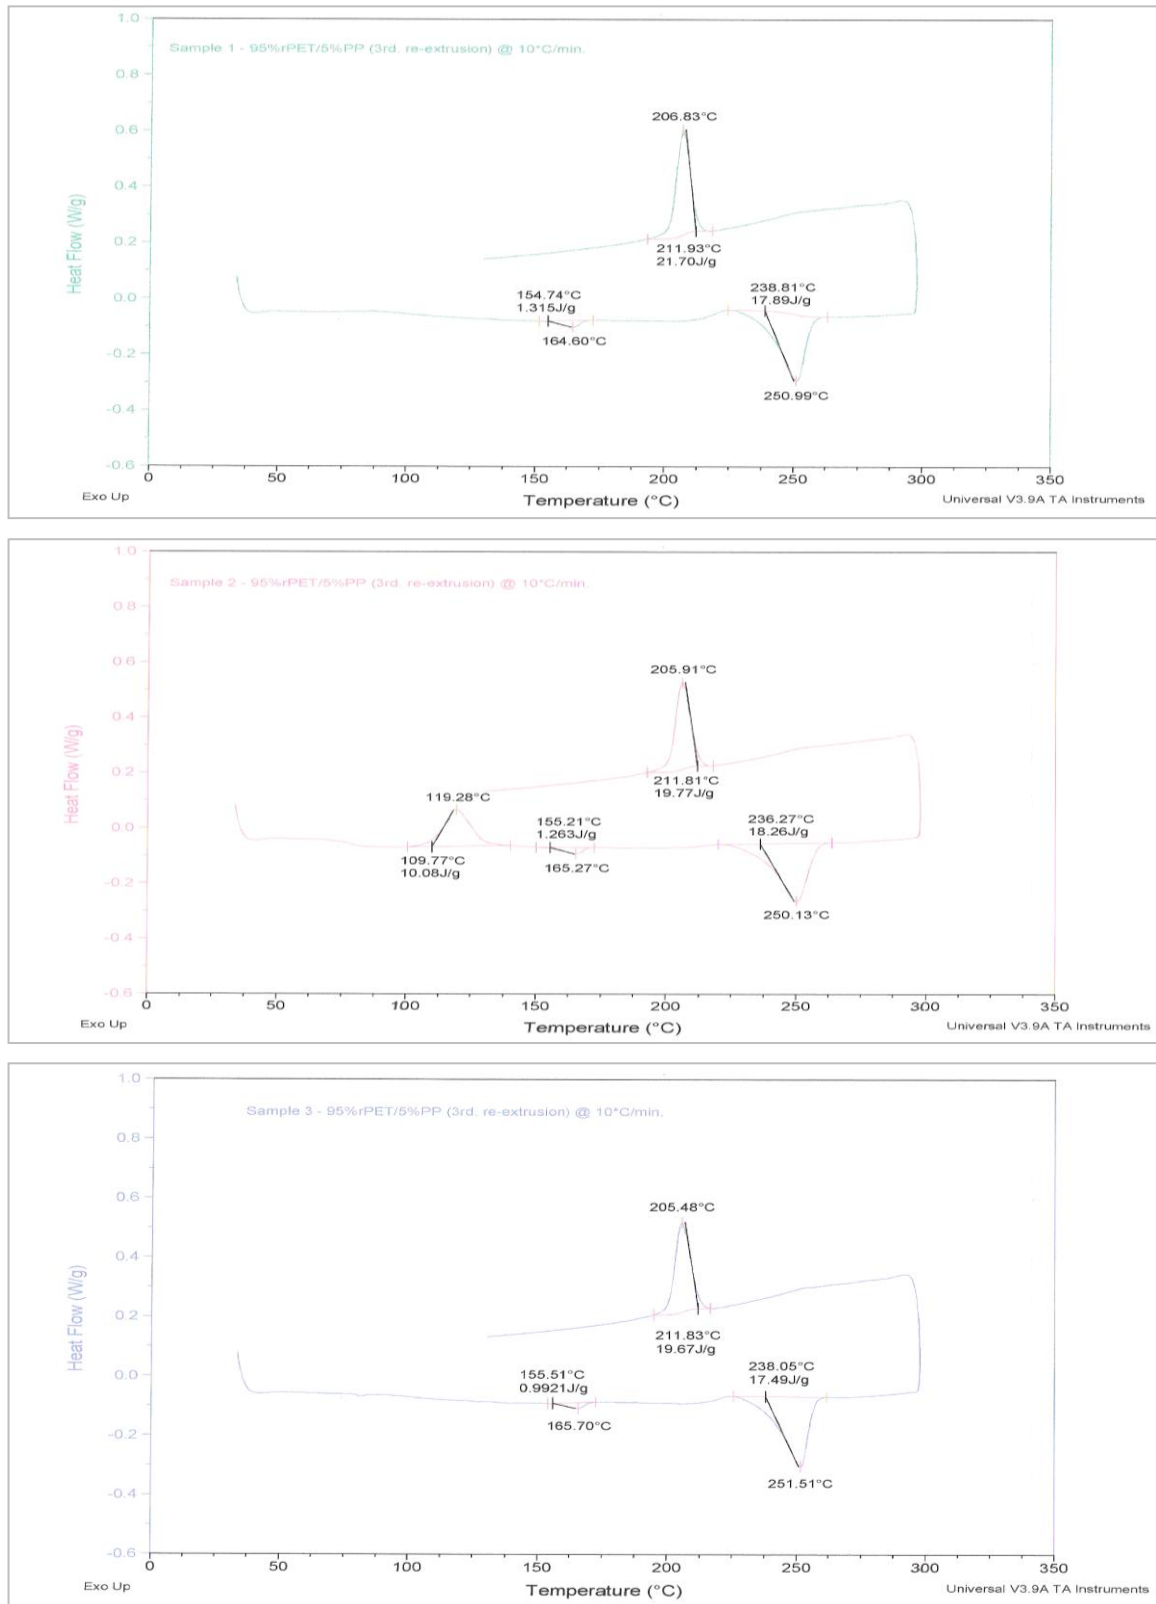 1.0
Sample 1 - 95%rPET/5%PP (3rd. re-extrusion) @ 10°C/min.
0.8
206.83°C
0.6
0.4
Heat Flow (W/g)
0.2
211.93°C
21.70J/g
154.74°C
1.315J/g
238.81°C
17.89J/g
0.0
164.60°C
-0.2
250.99°C
-0.4
-0.6
0 50 100 150 200 250 300 350
Exo Up
Temperature (°C)
Universal V3.9A TA Instruments
1.0
Sample 2 - 95%rPET/5%PP (3rd. re-extrusion) @ 10°C/min.
0.8
205.91°C
0.6
0.4
Heat Flow (W/g)
0.2
211.81°C
19.77J/g
119.28°C
155.21°C
1.263J/g
236.27°C
18.26J/g
0.0
109.77°C
10.08J/g
165.27°C
-0.2
250.13°C
-0.4
-0.6
0 50 100 150 200 250 300 350
Exo Up
Temperature (°C)
Universal V3.9A TA Instruments
1.0
Sample 3 - 95%rPET/5%PP (3rd. re-extrusion) @ 10°C/min.
0.8
0.6
205.48°C
0.4
Heat Flow (W/g)
0.2
211.83°C
19.67J/g
155.51°C
0.9921J/g
238.05°C
17.49J/g
0.0
165.70°C
-0.2
251.51°C
-0.4
-0.6
0 50 100 150 200 250 300 350
Exo Up
Temperature (°C)
Universal V3.9A TA Instruments